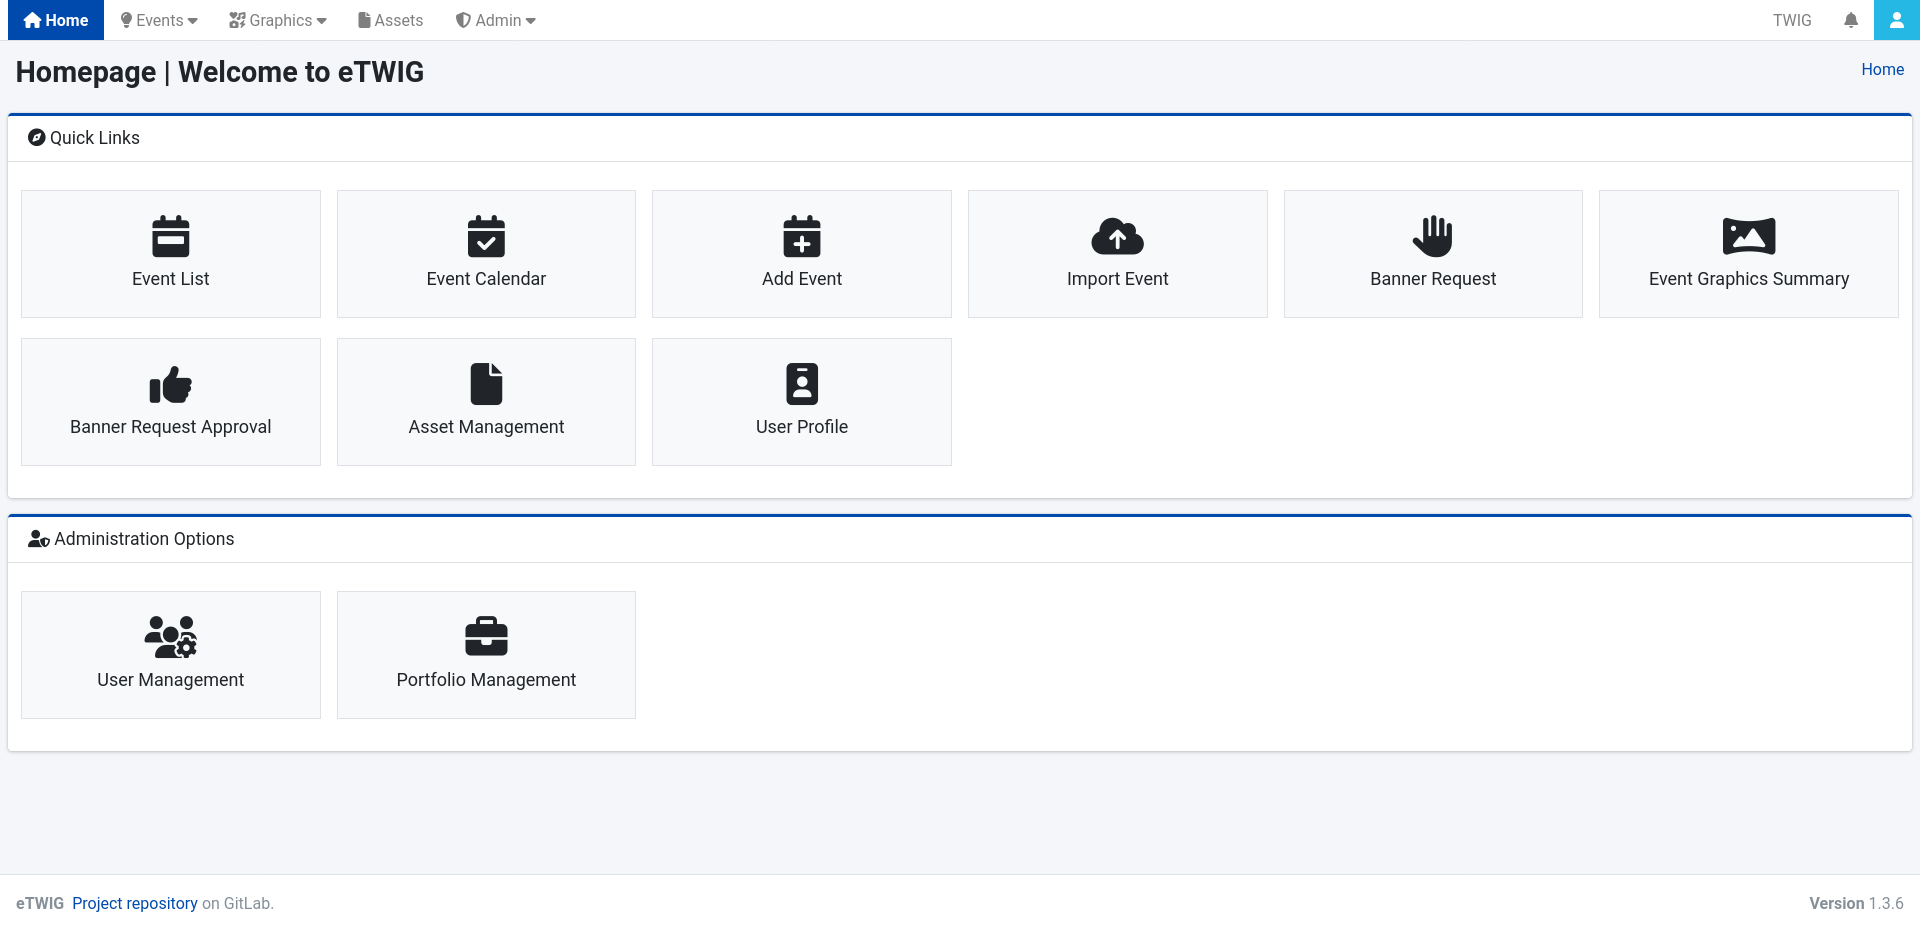 Home Events Graphics Assets Admin TWIG
Homepage | Welcome to eTWIG
Home
Quick Links
Event List Event Calendar Add Event Import Event Banner Request Event Graphics Summary
Banner Request Approval Asset Management User Profile
Administration Options
User Management Portfolio Management
eTWIG Project repository on GitLab. Version 1.3.6